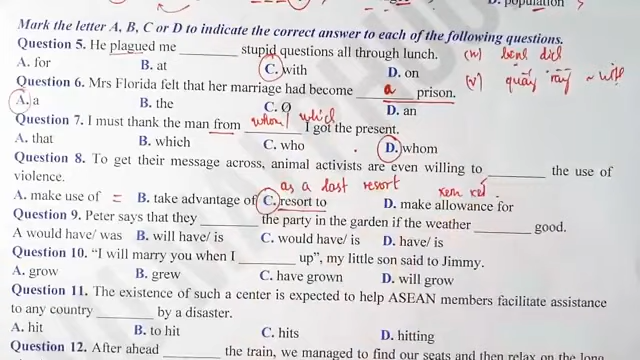 D. population
Mark the letter A, B, C or D to indicate the correct answer to each of the following questions.
Question 5. He plagued me ________ stupid questions all through lunch. (n) bệnh dịch
A. for B. at C. with D. on (v) quấy rầy ~ with
Question 6. Mrs Florida felt that her marriage had become ____a____ prison.
A. a B. the C. Ø D. an
Question 7. I must thank the man from whom/ which I got the present.
A. that B. which C. who D. whom
Question 8. To get their message across, animal activists are even willing to ________ the use of
violence. as a last resort xem xét
A. make use of = B. take advantage of C. resort to D. make allowance for
Question 9. Peter says that they ________ the party in the garden if the weather ________ good.
A would have/ was B. will have/ is C. would have/ is D. have/ is
Question 10. “I will marry you when I ________ up”, my little son said to Jimmy.
A. grow B. grew C. have grown D. will grow
Question 11. The existence of such a center is expected to help ASEAN members facilitate assistance
to any country ________ by a disaster.
A. hit B. to hit C. hits D. hitting
Question 12. After ahead ________ the train, we managed to find our seats and then relax on the long